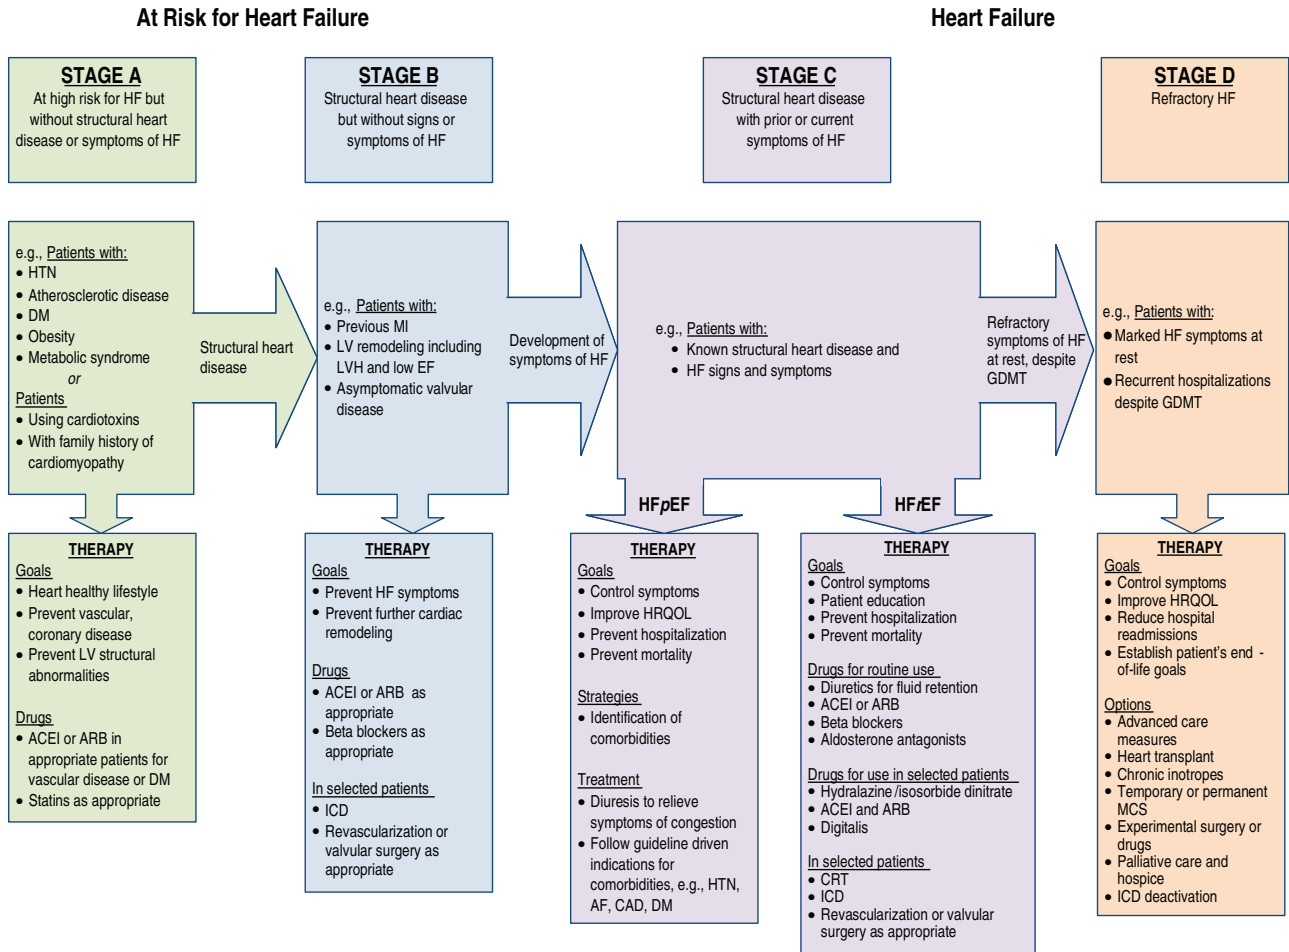 At Risk for Heart Failure
Heart Failure
STAGE A
At high risk for HF but
without structural heart
disease or symptoms of HF
STAGE B
Structural heart disease
but without signs or
symptoms of HF
STAGE C
Structural heart disease
with prior or current
symptoms of HF
STAGE D
Refractory HF
e.g., Patients with:
• HTN
• Atherosclerotic disease
• DM
• Obesity
• Metabolic syndrome
or
Patients
• Using cardiotoxins
• With family history of
cardiomyopathy
Structural heart
disease
e.g., Patients with:
• Previous MI
• LV remodeling including
LVH and low EF
• Asymptomatic valvular
disease
Development of
symptoms of HF
e.g., Patients with:
• Known structural heart disease and
• HF signs and symptoms
Refractory
symptoms of HF
at rest, despite
GDMT
e.g., Patients with:
• Marked HF symptoms at
rest
• Recurrent hospitalizations
despite GDMT
HFpEF
HFrEF
THERAPY
Goals
• Heart healthy lifestyle
• Prevent vascular,
coronary disease
• Prevent LV structural
abnormalities
Drugs
• ACEI or ARB in
appropriate patients for
vascular disease or DM
• Statins as appropriate
THERAPY
Goals
• Prevent HF symptoms
• Prevent further cardiac
remodeling
Drugs
• ACEI or ARB as
appropriate
• Beta blockers as
appropriate
In selected patients
• ICD
• Revascularization or
valvular surgery as
appropriate
THERAPY
Goals
• Control symptoms
• Improve HRQOL
• Prevent hospitalization
• Prevent mortality
Strategies
• Identification of
comorbidities
Treatment
• Diuresis to relieve
symptoms of congestion
• Follow guideline driven
indications for
comorbidities, e.g., HTN,
AF, CAD, DM
THERAPY
Goals
• Control symptoms
• Patient education
• Prevent hospitalization
• Prevent mortality
Drugs for routine use
• Diuretics for fluid retention
• ACEI or ARB
• Beta blockers
• Aldosterone antagonists
Drugs for use in selected patients
• Hydralazine/isosorbide dinitrate
• ACEI and ARB
• Digitalis
In selected patients
• CRT
• ICD
• Revascularization or valvular
surgery as appropriate
THERAPY
Goals
• Control symptoms
• Improve HRQOL
• Reduce hospital
readmissions
• Establish patient's end -
of-life goals
Options
• Advanced care
measures
• Heart transplant
• Chronic inotropes
• Temporary or permanent
MCS
• Experimental surgery or
drugs
• Palliative care and
hospice
• ICD deactivation